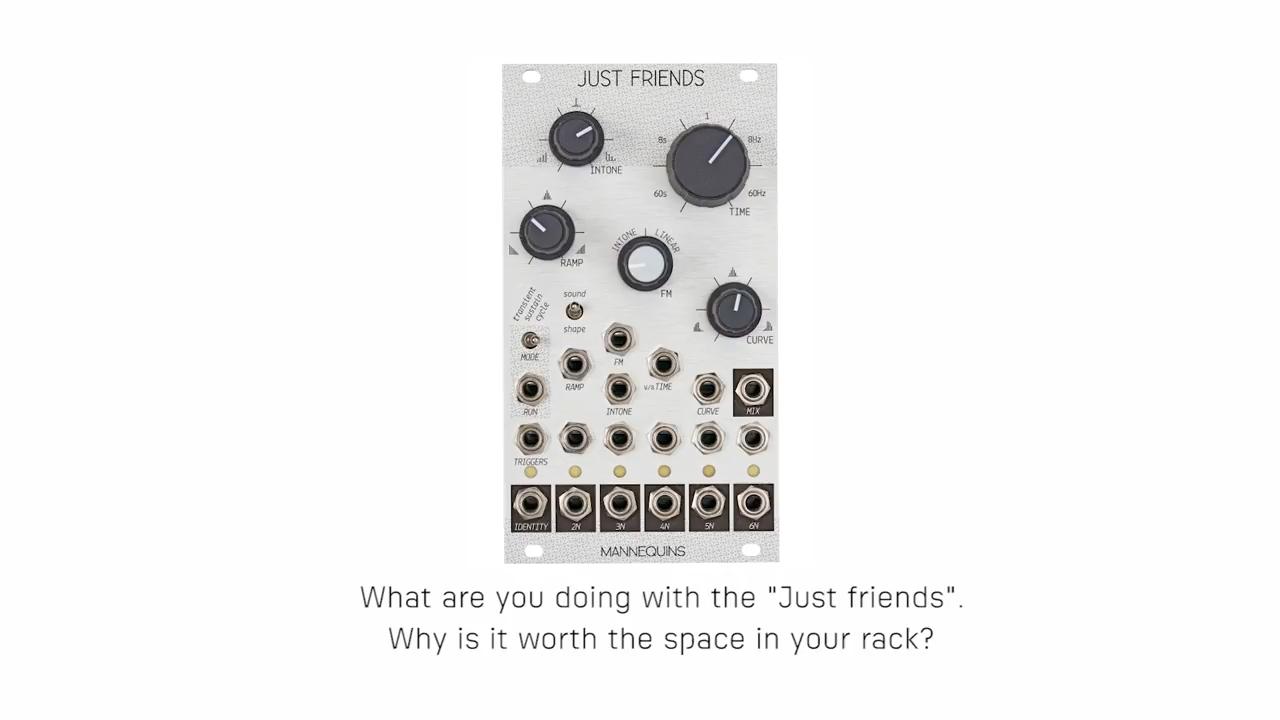 JUST FRIENDS
1
8s
8Hz
INTONE
60s
60Hz
TIME
INTONE
LINEAR
RAMP
FM
transient
sustain
cycle
sound
shape
CURVE
MODE
FM
RAMP
v/8 TIME
RUN
INTONE
CURVE
MIX
TRIGGERS
IDENTITY
2N
3N
4N
5N
6N
MANNEQUINS
What are you doing with the "Just friends".
Why is it worth the space in your rack?